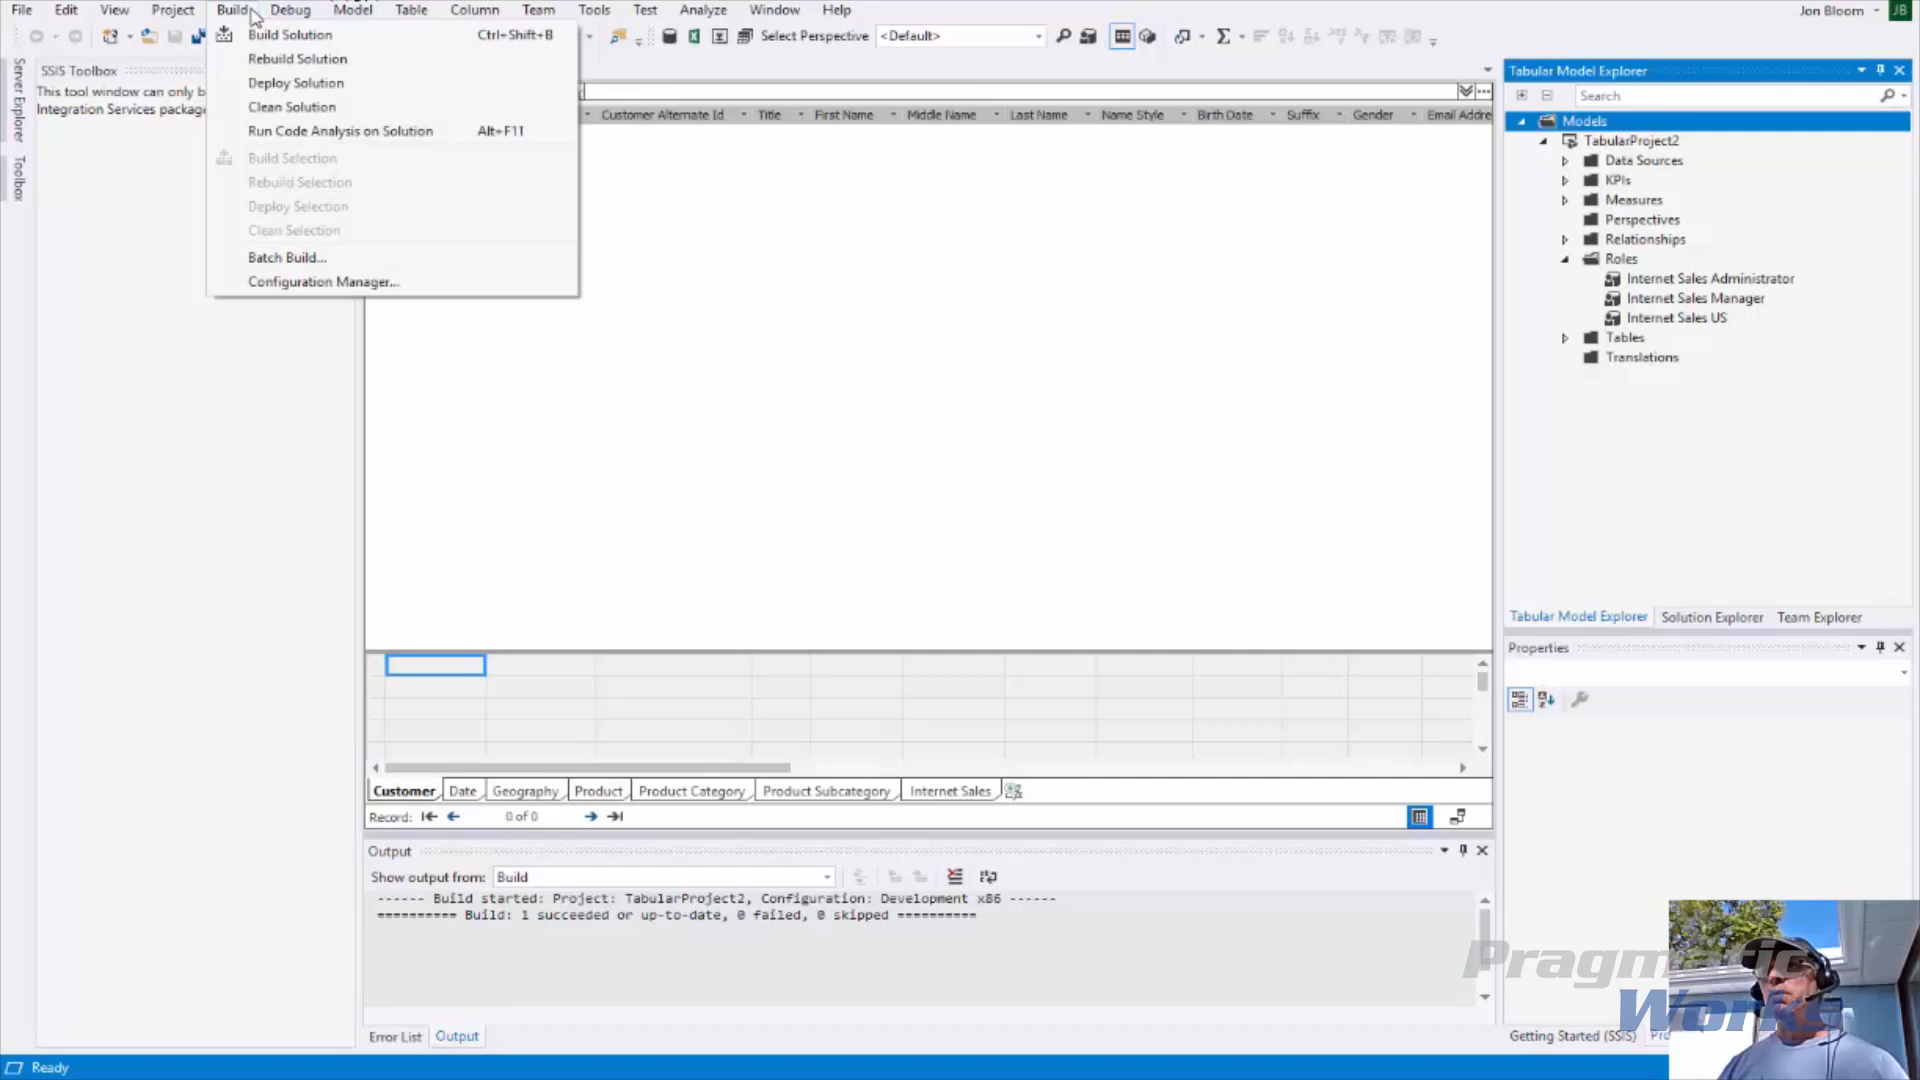 File Edit View Project Build Debug Model Table Column Team Tools Test Analyze Window Help Jon Bloom JB
Select Perspective <Default>
Build Solution Ctrl+Shift+B
Rebuild Solution
Deploy Solution
Clean Solution
Run Code Analysis on Solution Alt+F11
Build Selection
Rebuild Selection
Deploy Selection
Clean Selection
Batch Build...
Configuration Manager...
Server Explorer
Toolbox
SSIS Toolbox
This tool window can only b
Integration Services package
Customer Alternate Id Title First Name Middle Name Last Name Name Style Birth Date Suffix Gender Email Addre
Customer Date Geography Product Product Category Product Subcategory Internet Sales
Record: 0 of 0
Output
Show output from: Build
------ Build started: Project: TabularProject2, Configuration: Development x86 ------
========== Build: 1 succeeded or up-to-date, 0 failed, 0 skipped ==========
Error List Output
Tabular Model Explorer
Search
Models
TabularProject2
Data Sources
KPIs
Measures
Perspectives
Relationships
Roles
Internet Sales Administrator
Internet Sales Manager
Internet Sales US
Tables
Translations
Tabular Model Explorer Solution Explorer Team Explorer
Properties
Pragmatic
Works
Getting Started (SSIS)
Ready